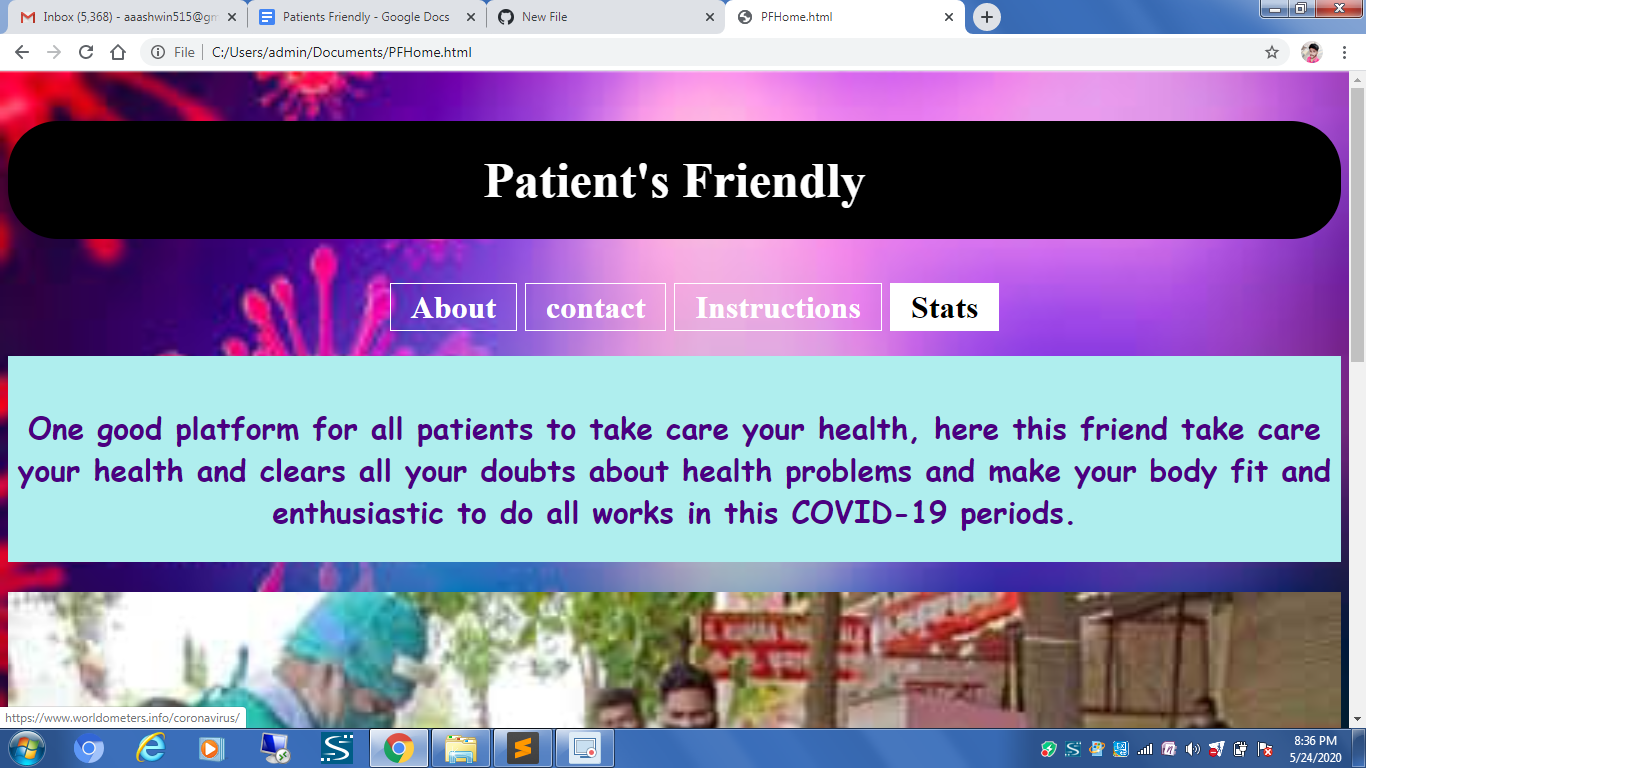 Inbox (5,368) - aaashwin515@gm
Patients Friendly - Google Docs
New File
PFHome.html
File
C:/Users/admin/Documents/PFHome.html
Patient's Friendly
About
contact
Instructions
Stats
One good platform for all patients to take care your health, here this friend take care
your health and clears all your doubts about health problems and make your body fit and
enthusiastic to do all works in this COVID-19 periods.
https://www.worldometers.info/coronavirus/
8:36 PM
5/24/2020